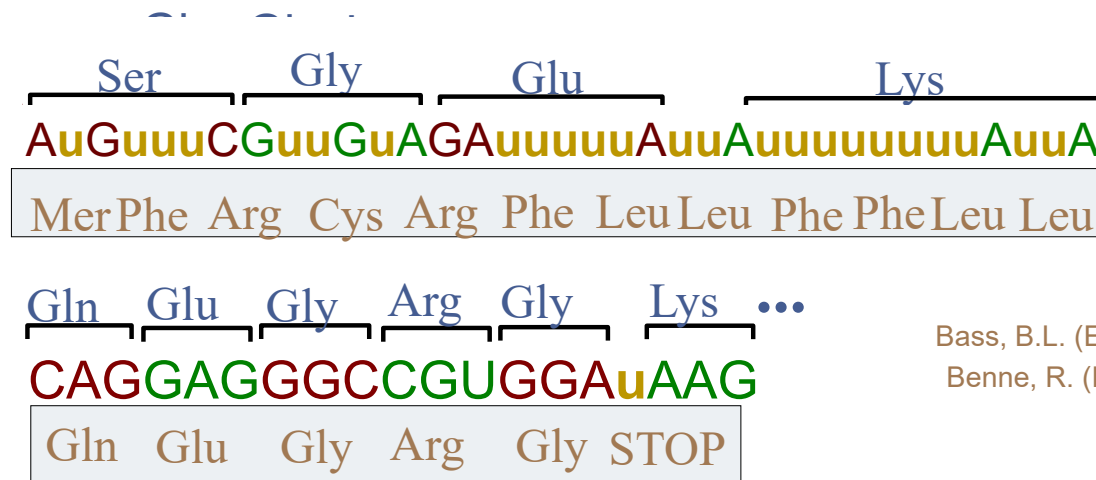 Ser Gly Glu Lys
AuGuuuCGuuGuAGAuuuuuAuuAuuuuuuuuAuuA
Mer Phe Arg Cys Arg Phe Leu Leu Phe Phe Leu Leu
Gln Glu Gly Arg Gly Lys •••
CAGGAGGGCCGUGGAuAAG
Gln Glu Gly Arg Gly STOP
Bass, B.L. (E
Benne, R. (